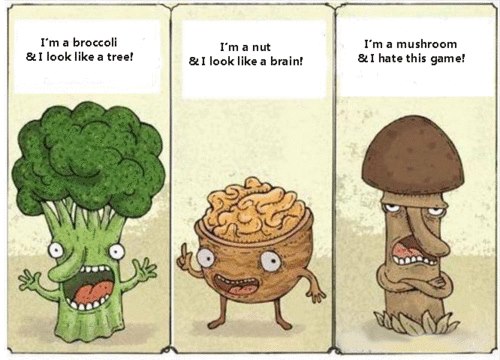 I'm a broccoli
& I look like a tree!
I'm a nut
& I look like a brain!
I'm a mushroom
& I hate this game!